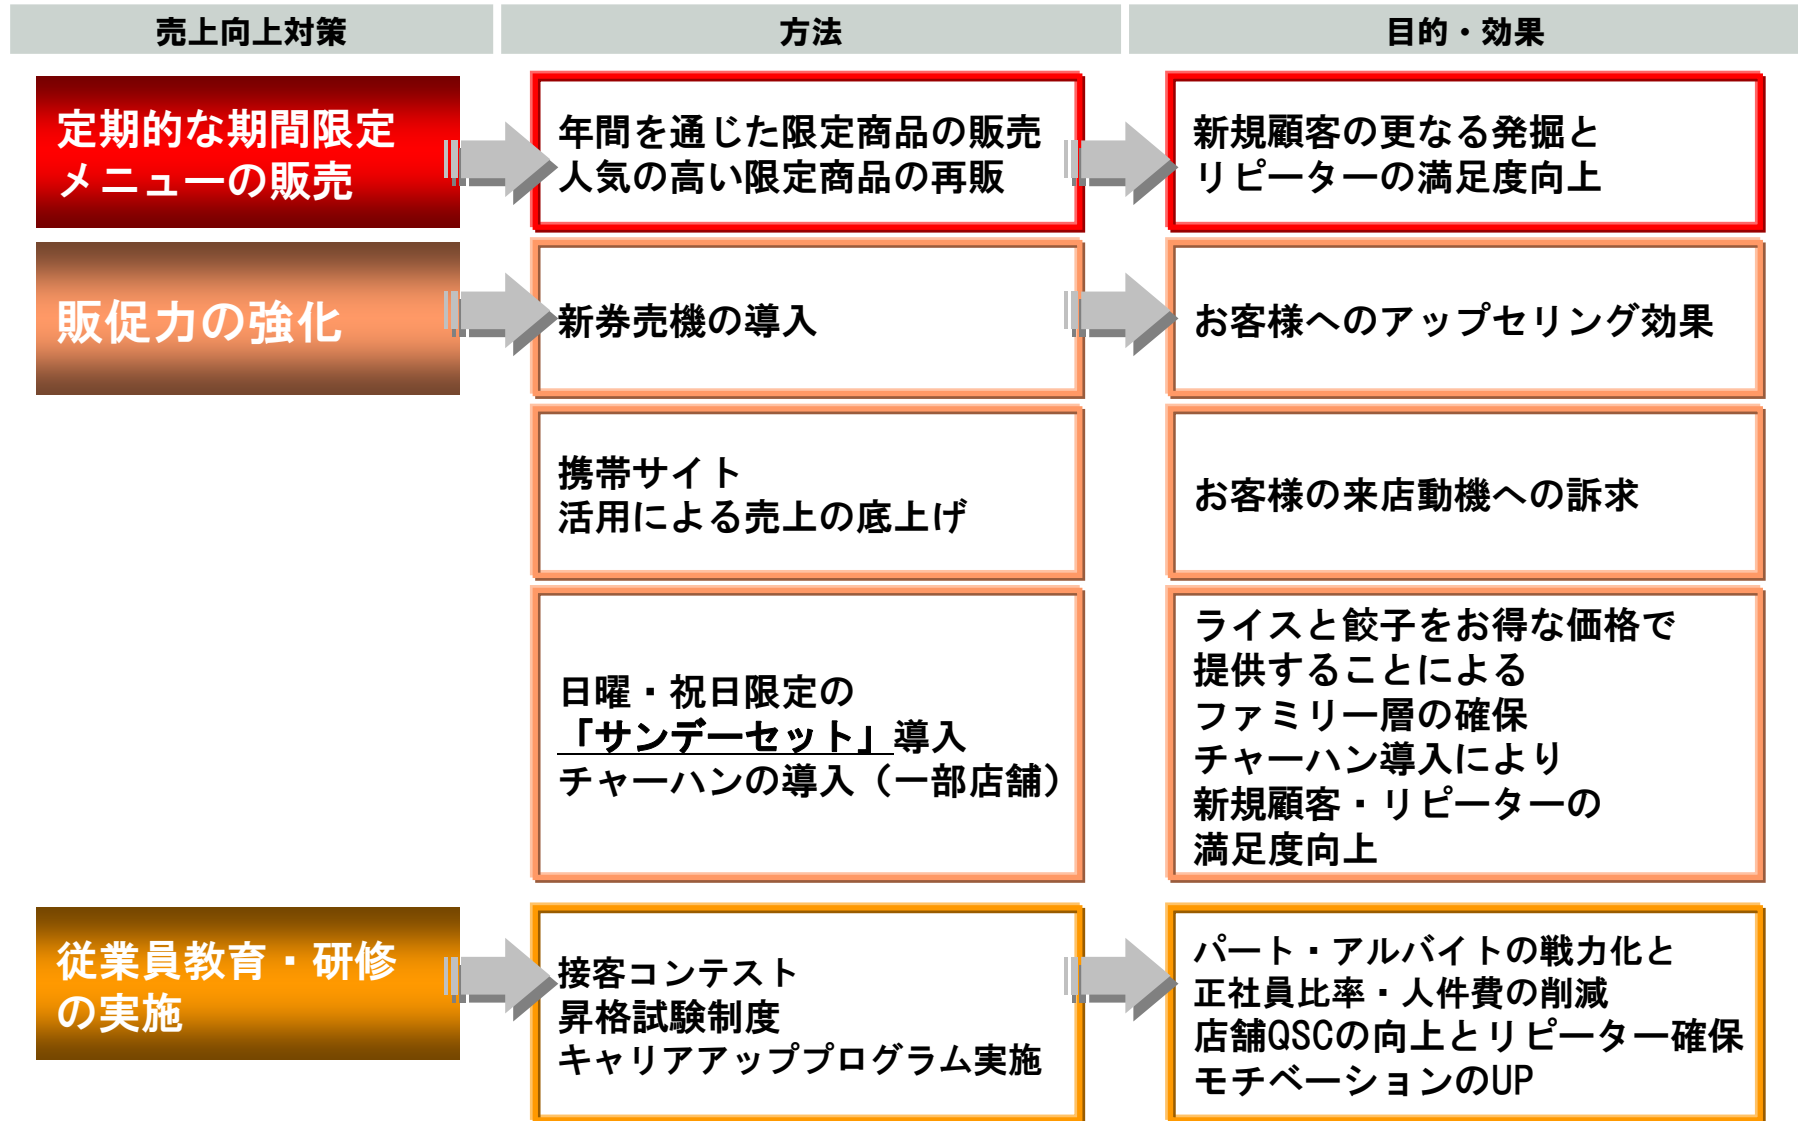 売上向上対策
方法
目的・効果
定期的な期間限定
メニューの販売
年間を通じた限定商品の販売
人気の高い限定商品の再販
新規顧客の更なる発掘と
リピーターの満足度向上
販促力の強化
新券売機の導入
お客様へのアップセリング効果
携帯サイト
活用による売上の底上げ
お客様の来店動機への訴求
日曜・祝日限定の
「サンデーセット」導入
チャーハンの導入（一部店舗）
ライスと餃子をお得な価格で
提供することによる
ファミリー層の確保
チャーハン導入により
新規顧客・リピーターの
満足度向上
従業員教育・研修
の実施
接客コンテスト
昇格試験制度
キャリアアッププログラム実施
パート・アルバイトの戦力化と
正社員比率・人件費の削減
店舗QSCの向上とリピーター確保
モチベーションのUP